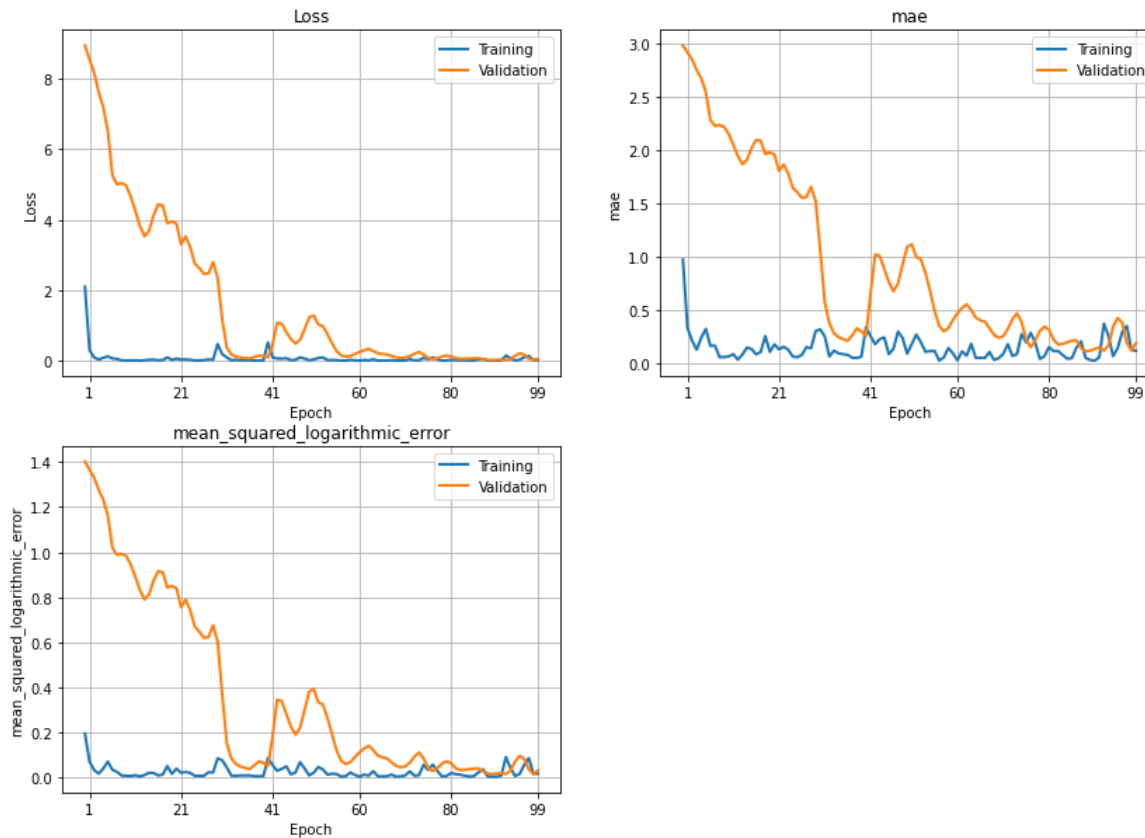 Loss
Loss
8
6
4
2
0
Training
Validation
1
21
41
60
80
99
Epoch
mae
mae
3.0
2.5
2.0
1.5
1.0
0.5
0.0
Training
Validation
1
21
41
60
80
99
Epoch
mean_squared_logarithmic_error
mean_squared_logarithmic_error
1.4
1.2
1.0
0.8
0.6
0.4
0.2
0.0
Training
Validation
1
21
41
60
80
99
Epoch